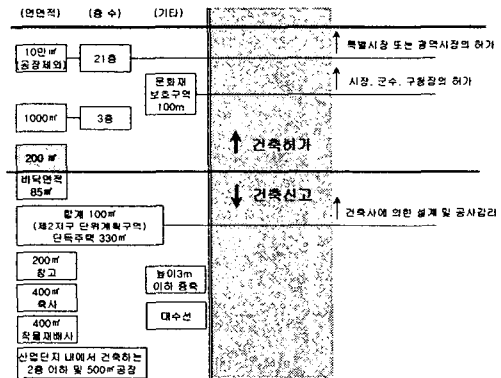 (연면적) (층 수) (기타)
특별시장 또는 광역시장의 허가
10만㎡
(공장제외)
21층
시장, 군수, 구청장의 허가
문화재
보호구역
100m
1000㎡
3층
건축허가
200 ㎡
바닥면적
85㎡
건축신고
합계 100㎡
(제2지구 단위계획구역)
단독주택 330㎡
건축사에 의한 설계 및 공사감리
200㎡
창고
높이3m
이하 증축
400㎡
축사
대수선
400㎡
작물재배사
산업단지 내에서 건축하는
2층 이하 및 500㎡공장